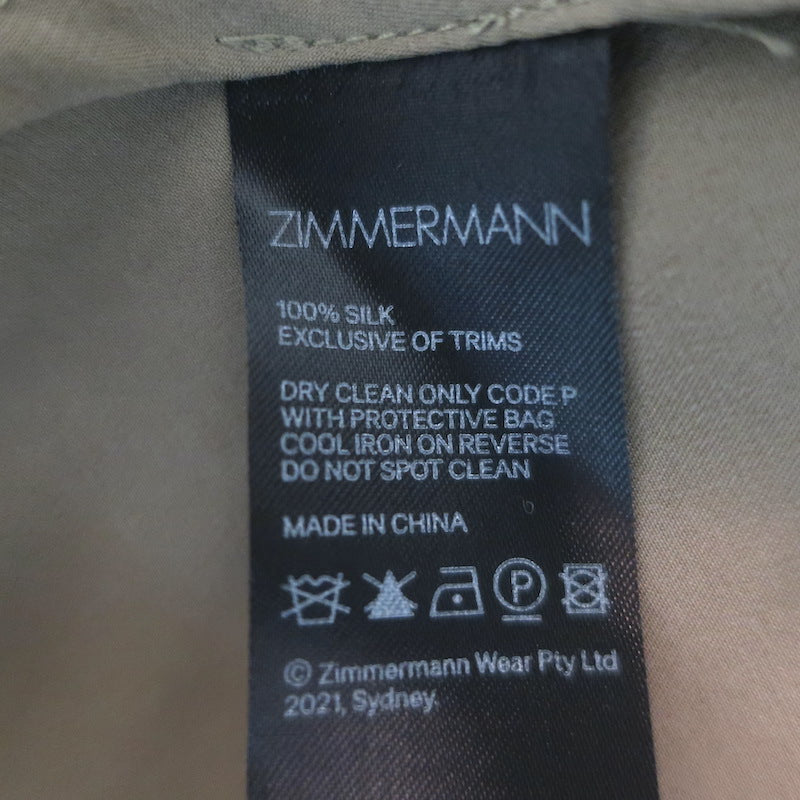 ZIMMERMANN
100% SILK
EXCLUSIVE OF TRIMS
DRY CLEAN ONLY CODE P
WITH PROTECTIVE BAG
COOL IRON ON REVERSE
DO NOT SPOT CLEAN
MADE IN CHINA
P
© Zimmermann Wear Pty Ltd
2021, Sydney.